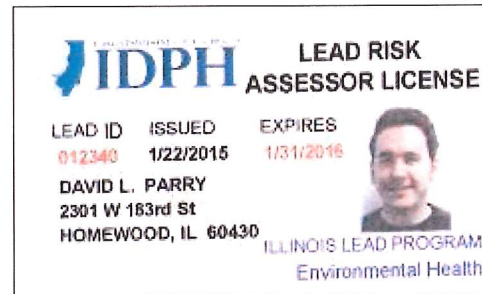 IDPH
LEAD RISK
ASSESSOR LICENSE
LEAD ID ISSUED EXPIRES
012340 1/22/2015 1/31/2016
DAVID L. PARRY
2301 W 183rd St
HOMEWOOD, IL 60430
ILLINOIS LEAD PROGRAM
Environmental Health